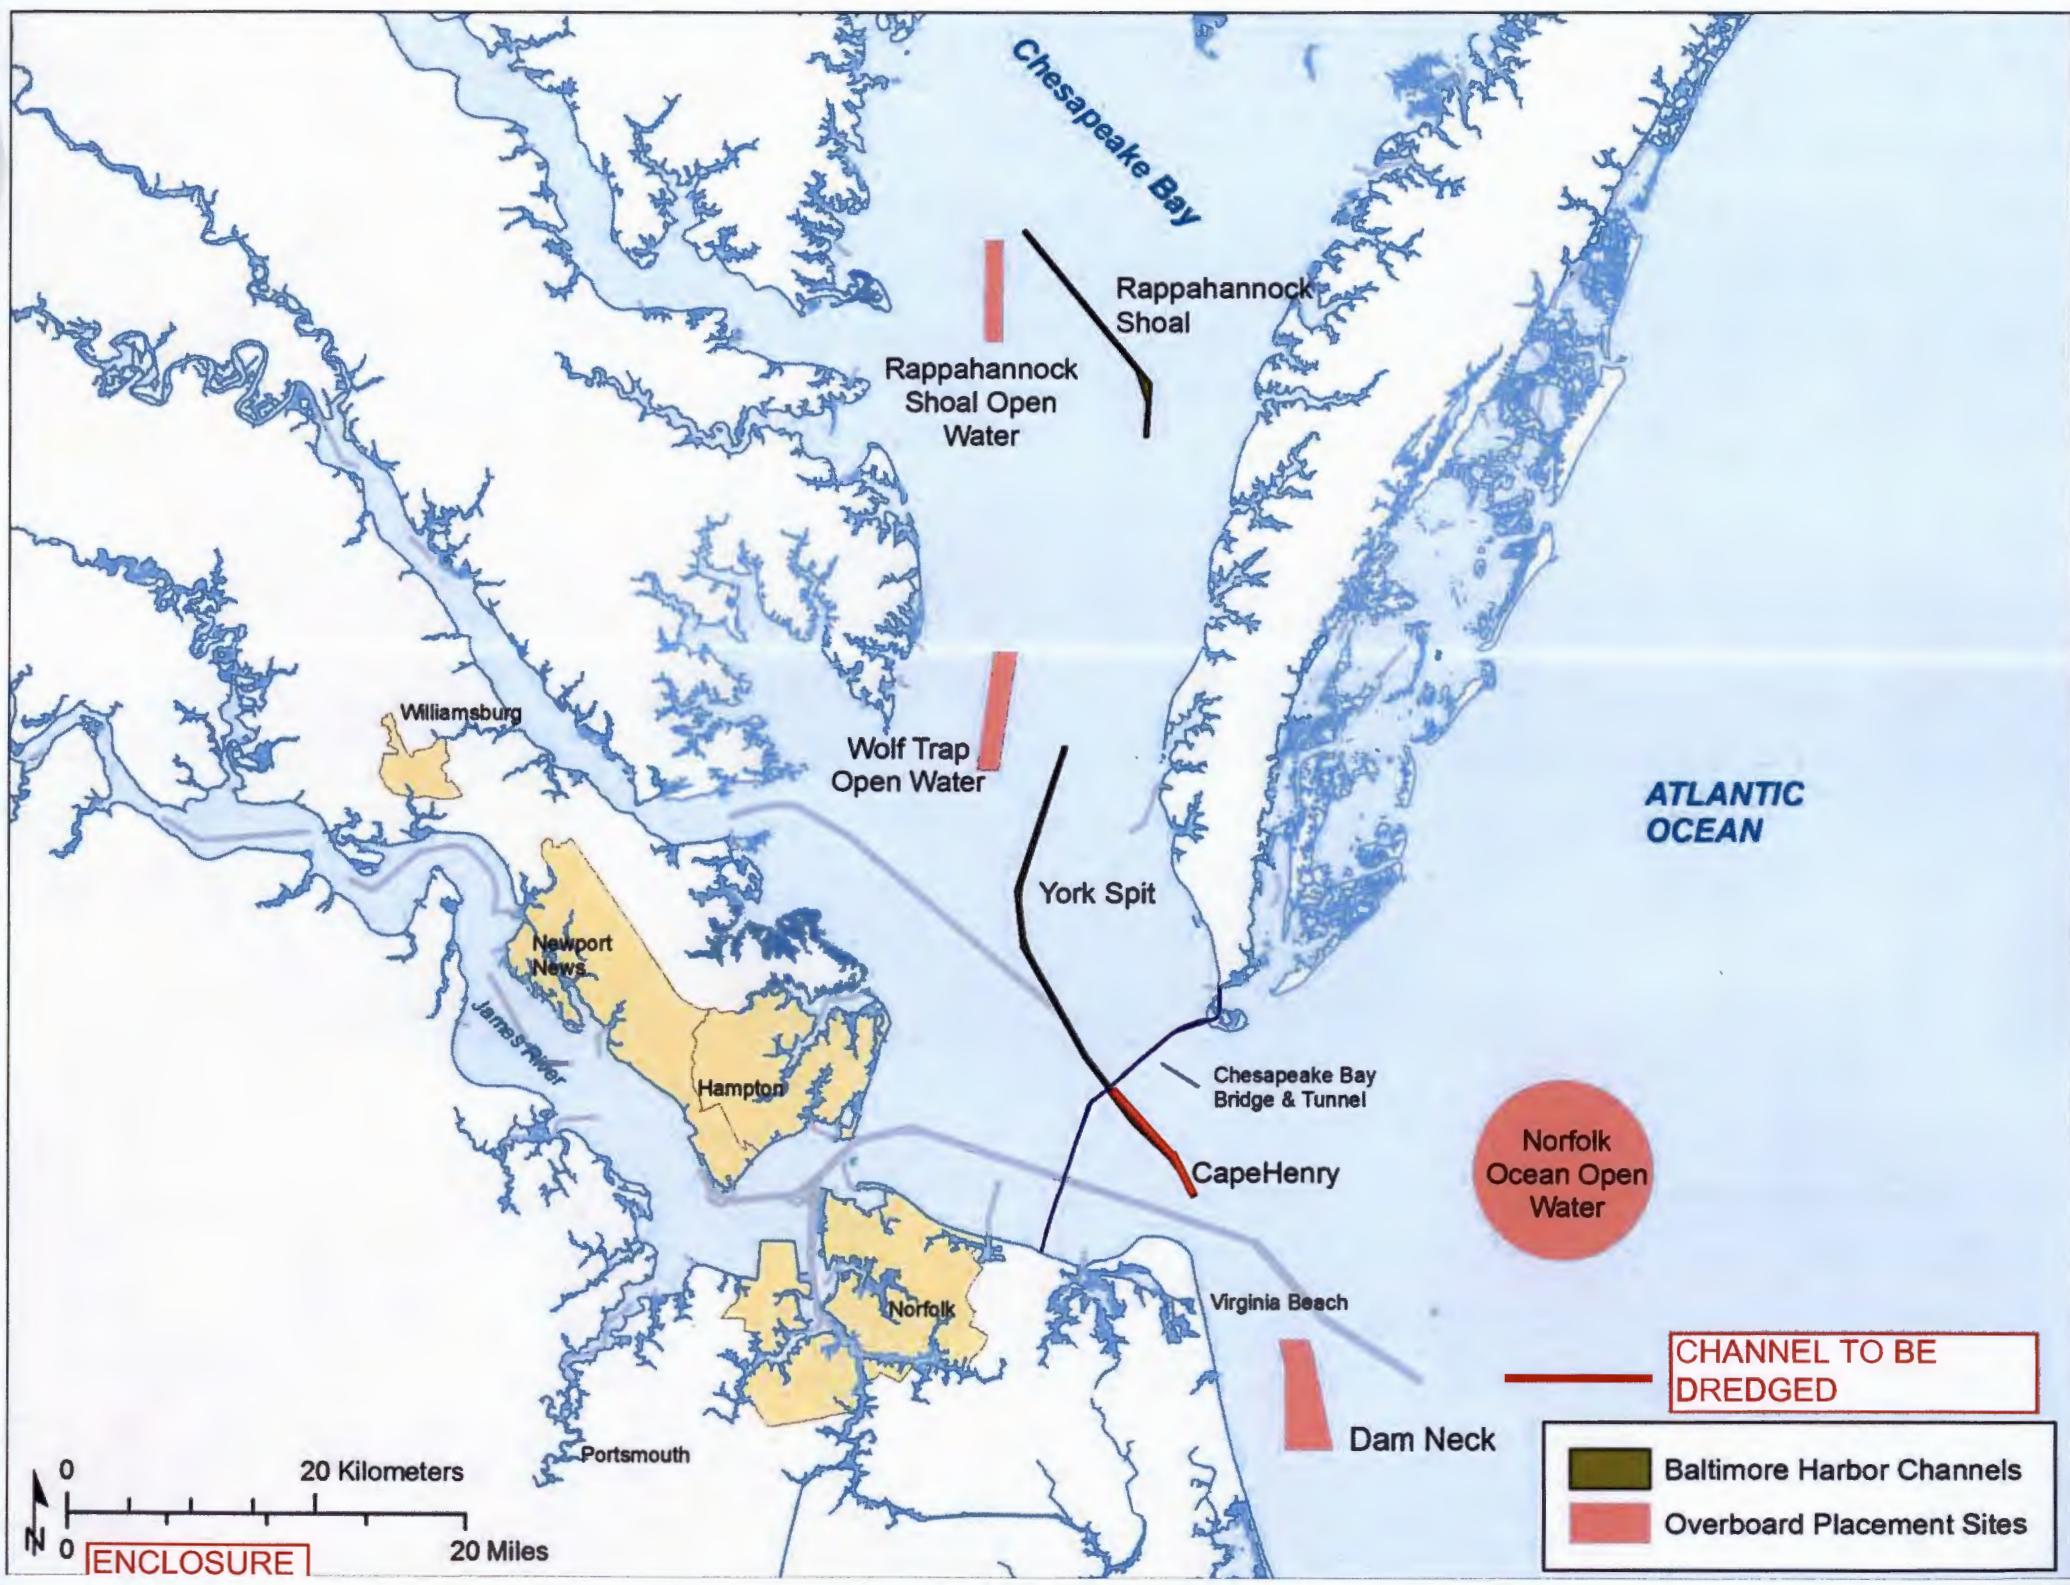 Chesapeake Bay
Rappahannock
Shoal
Rappahannock
Shoal Open
Water
Williamsburg
Wolf Trap
Open Water
ATLANTIC
OCEAN
York Spit
Newport
News
James River
Hampton
Chesapeake Bay
Bridge & Tunnel
Norfolk
Ocean Open
Water
CapeHenry
Norfolk
Virginia Beach
CHANNEL TO BE
DREDGED
Dam Neck
Portsmouth
Baltimore Harbor Channels
Overboard Placement Sites
0 20 Kilometers
N
0 20 Miles
ENCLOSURE